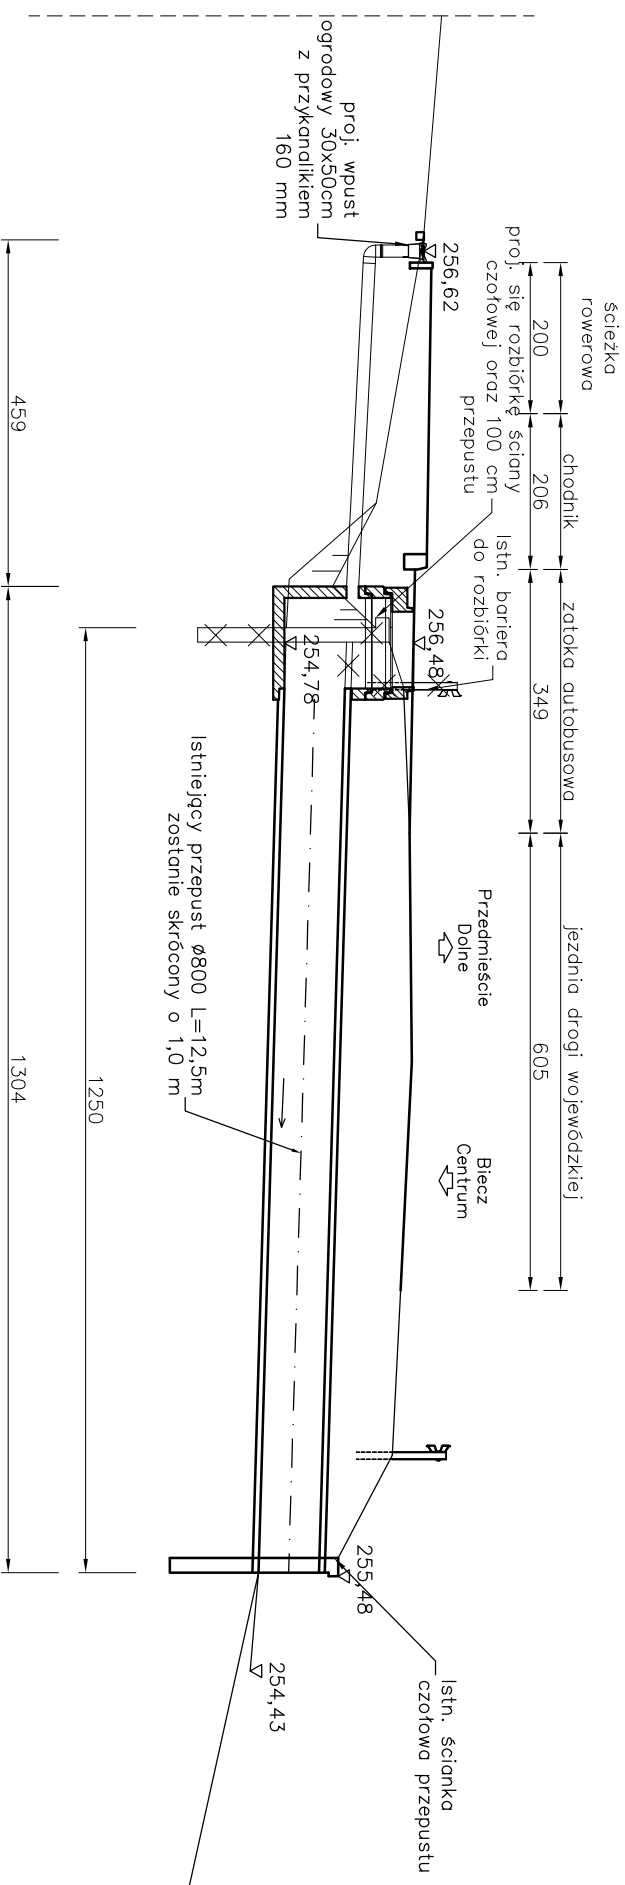 ścieżka
rowerowa
chodnik
zatoka autobusowa
jezdnia drogi wojewódzkiej
200
206
349
605
proj. się rozbiórkę ściany
czołowej oraz 100 cm
przepustu
Istn. bariera
do rozbiórki
Przedmieście
Dolne
Biecz
Centrum
256,62
256,48
254,78
255,48
254,43
Istn. ścianka
czołowa przepustu
proj. wpust
ogrodowy 30x50cm
z przykanalikiem
160 mm
Istniejący przepust ø800 L=12,5m
zostanie skrócony o 1,0 m
1250
459
1304